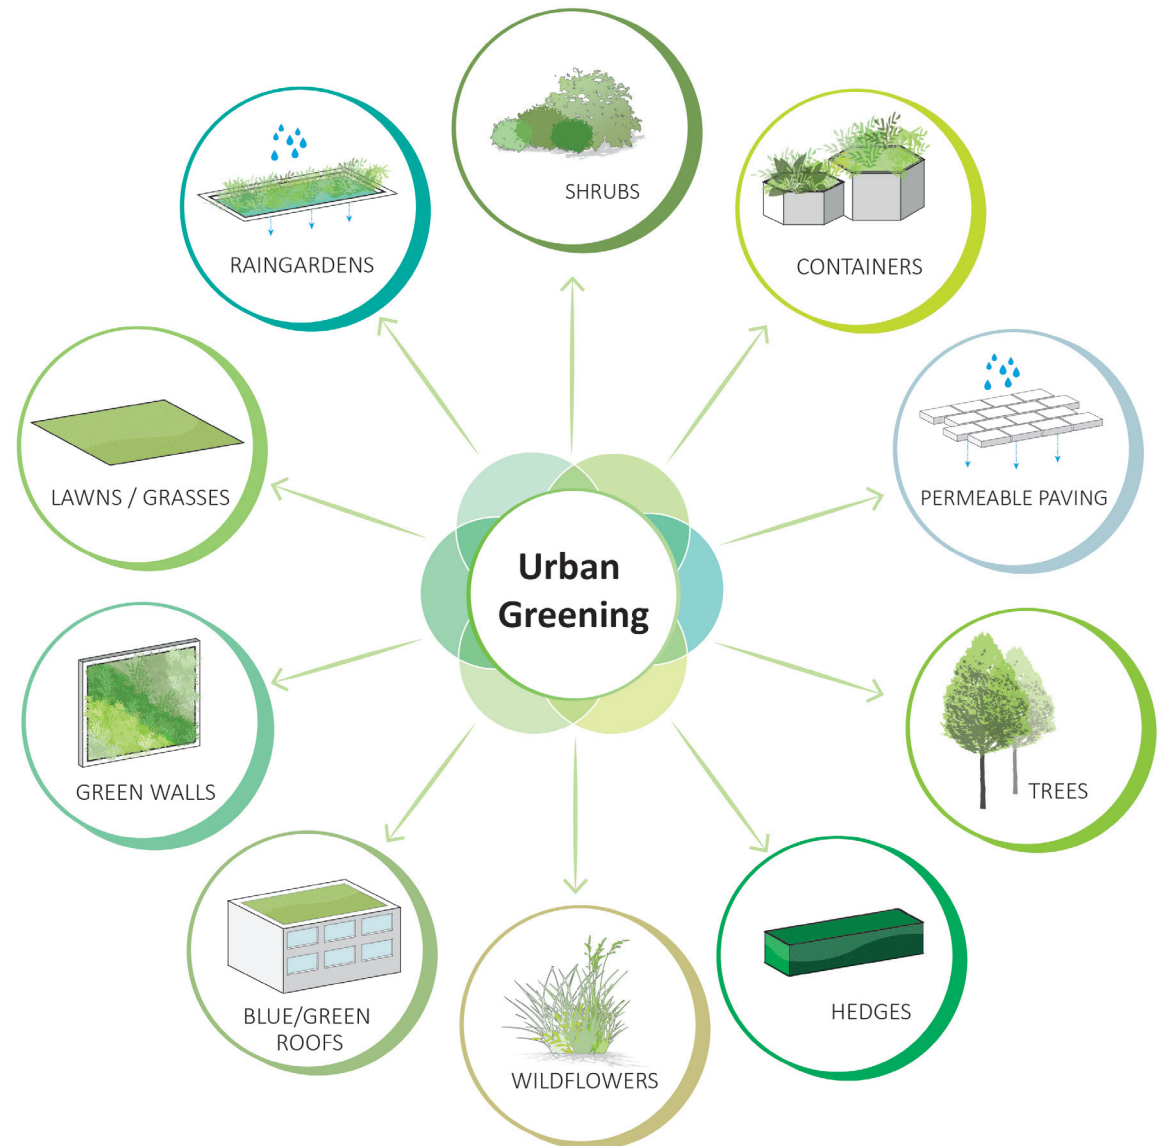 SHRUBS
RAINGARDENS
CONTAINERS
LAWNS / GRASSES
PERMEABLE PAVING
Urban
Greening
GREEN WALLS
TREES
BLUE/GREEN
ROOFS
HEDGES
WILDFLOWERS